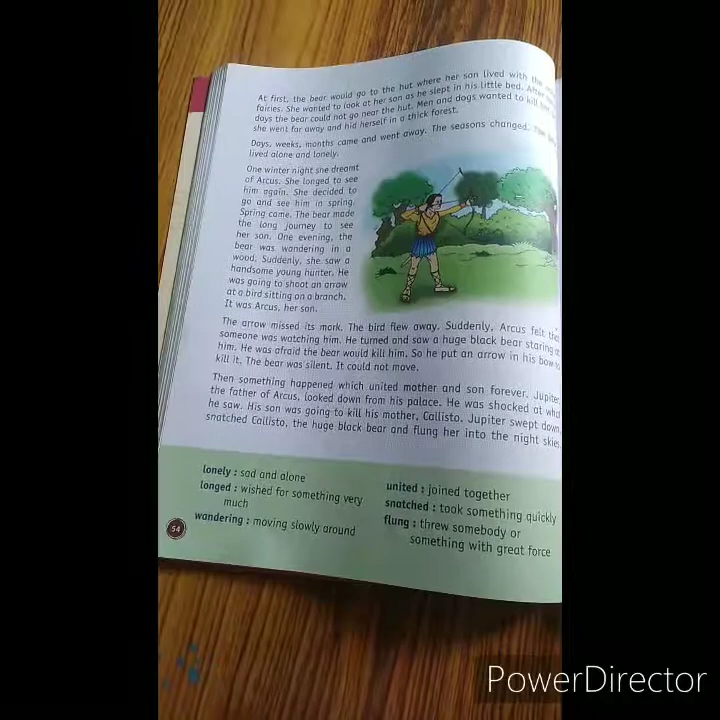 At first, the bear would go to the hut where her son lived with the
fairies. She wanted to look at her son as he slept in his little bed. After
days the bear could not go near the hut. Men and dogs wanted to kill her
she went far away and hid herself in a thick forest.
Days, weeks, months came and went away. The seasons changed. The
lived alone and lonely.
One winter night she dreamt
of Arcus. She longed to see
him again. She decided to
go and see him in spring.
Spring came. The bear made
the long journey to see
her son. One evening, the
bear was wandering in a
wood. Suddenly, she saw a
handsome young hunter. He
was going to shoot an arrow
at a bird sitting on a branch.
It was Arcus, her son.
The arrow missed its mark. The bird flew away. Suddenly, Arcus felt that
someone was watching him. He turned and saw a huge black bear staring at
him. He was afraid the bear would kill him. So he put an arrow in his bow to
kill it. The bear was silent. It could not move.
Then something happened which united mother and son forever. Jupiter,
the father of Arcus, looked down from his palace. He was shocked at what
he saw. His son was going to kill his mother, Callisto. Jupiter swept down,
snatched Callisto, the huge black bear and flung her into the night skies.
lonely : sad and alone
longed : wished for something very
much
wandering : moving slowly around
united : joined together
snatched : took something quickly
flung : threw somebody or
something with great force
54
PowerDirector